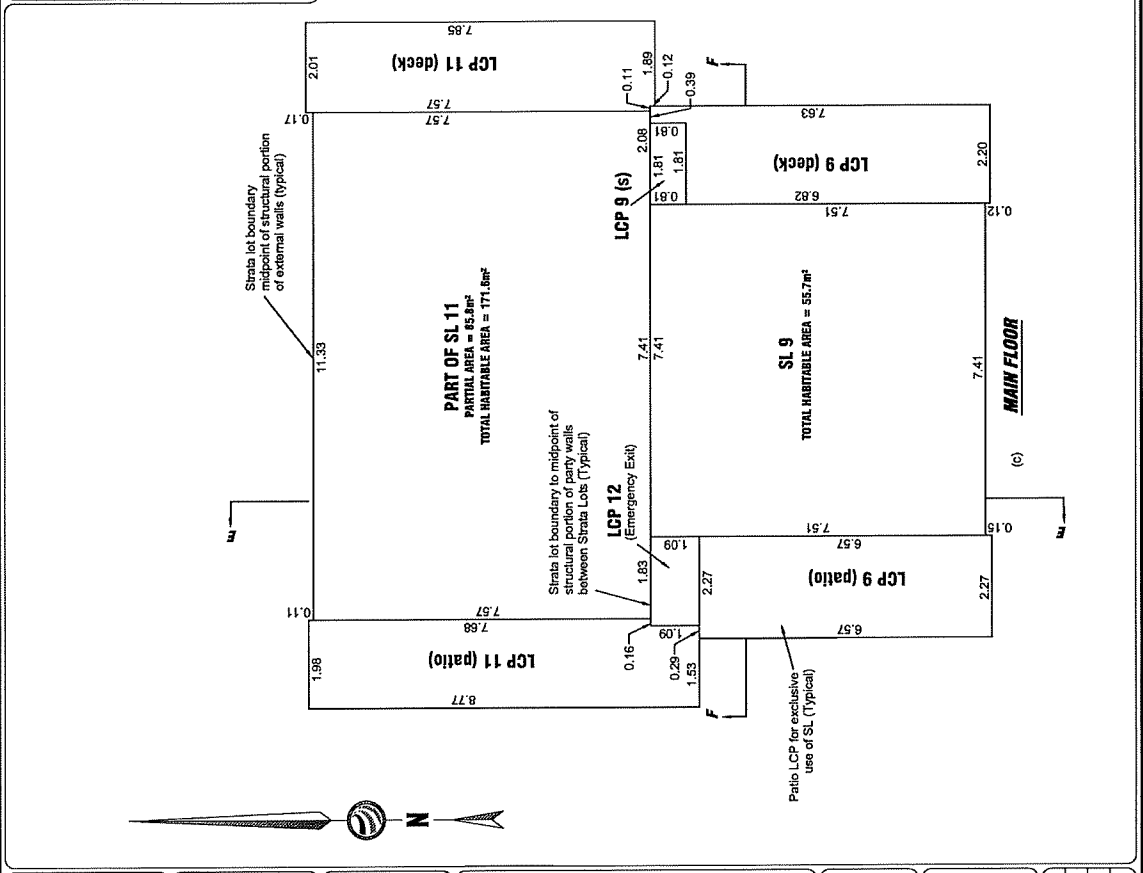 7.85
LCP 11 (deck)
2.01
1.89
7.57
0.17
7.57
0.11
0.12
0.39
F
Strata lot boundary
midpoint of structural portion
of external walls (typical)
11.33
PART OF SL 11
PARTIAL AREA = 85.8m²
TOTAL HABITABLE AREA = 171.6m²
2.08
0.81
1.81
1.81
0.81
LCP 9 (s)
7.63
LCP 9 (deck)
2.20
6.82
7.51
0.12
7.41
7.41
SL 9
TOTAL HABITABLE AREA = 55.7m²
7.41
MAIN FLOOR
(c)
E
Strata lot boundary to midpoint of
structural portion of party walls
between Strata Lots (Typical)
LCP 12
(Emergency Exit)
1.09
1.83
2.27
7.51
0.15
6.57
E
0.11
7.57
7.68
LCP 11 (patio)
1.98
8.77
0.16
1.09
0.29
1.53
LCP 9 (patio)
2.27
6.57
F
Patio LCP for exclusive
use of SL (Typical)
N